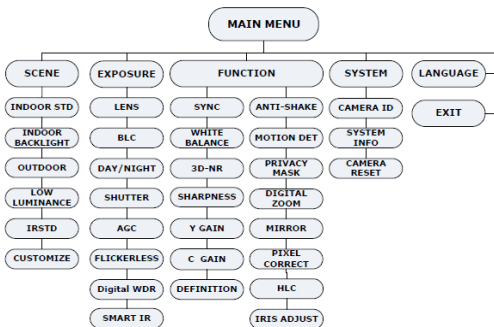 MAIN MENU
SCENE
EXPOSURE
FUNCTION
SYSTEM
LANGUAGE
EXIT
INDOOR STD
INDOOR
BACKLIGHT
OUTDOOR
LOW
LUMINANCE
IRSTD
CUSTOMIZE
LENS
BLC
DAY/NIGHT
SHUTTER
AGC
FLICKERLESS
Digital WDR
SMART IR
SYNC
WHITE
BALANCE
3D-NR
SHARPNESS
Y GAIN
C GAIN
DEFINITION
ANTI-SHAKE
MOTION DET
PRIVACY
MASK
DIGITAL
ZOOM
MIRROR
PIXEL
CORRECT
HLC
IRIS ADJUST
CAMERA ID
SYSTEM
INFO
CAMERA
RESET